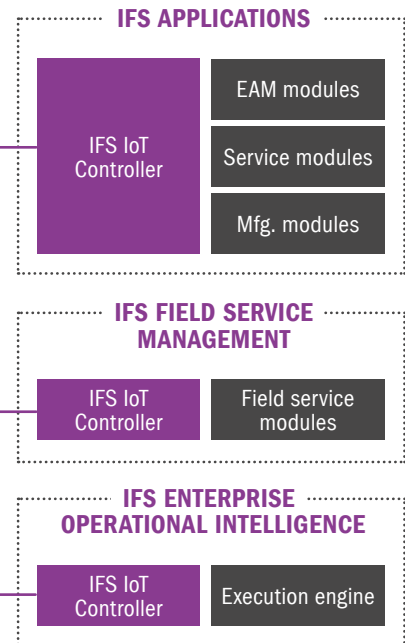 IFS APPLICATIONS
IFS IoT
Controller
EAM modules
Service modules
Mfg. modules
IFS FIELD SERVICE
MANAGEMENT
IFS IoT
Controller
Field service
modules
IFS ENTERPRISE
OPERATIONAL INTELLIGENCE
IFS IoT
Controller
Execution engine